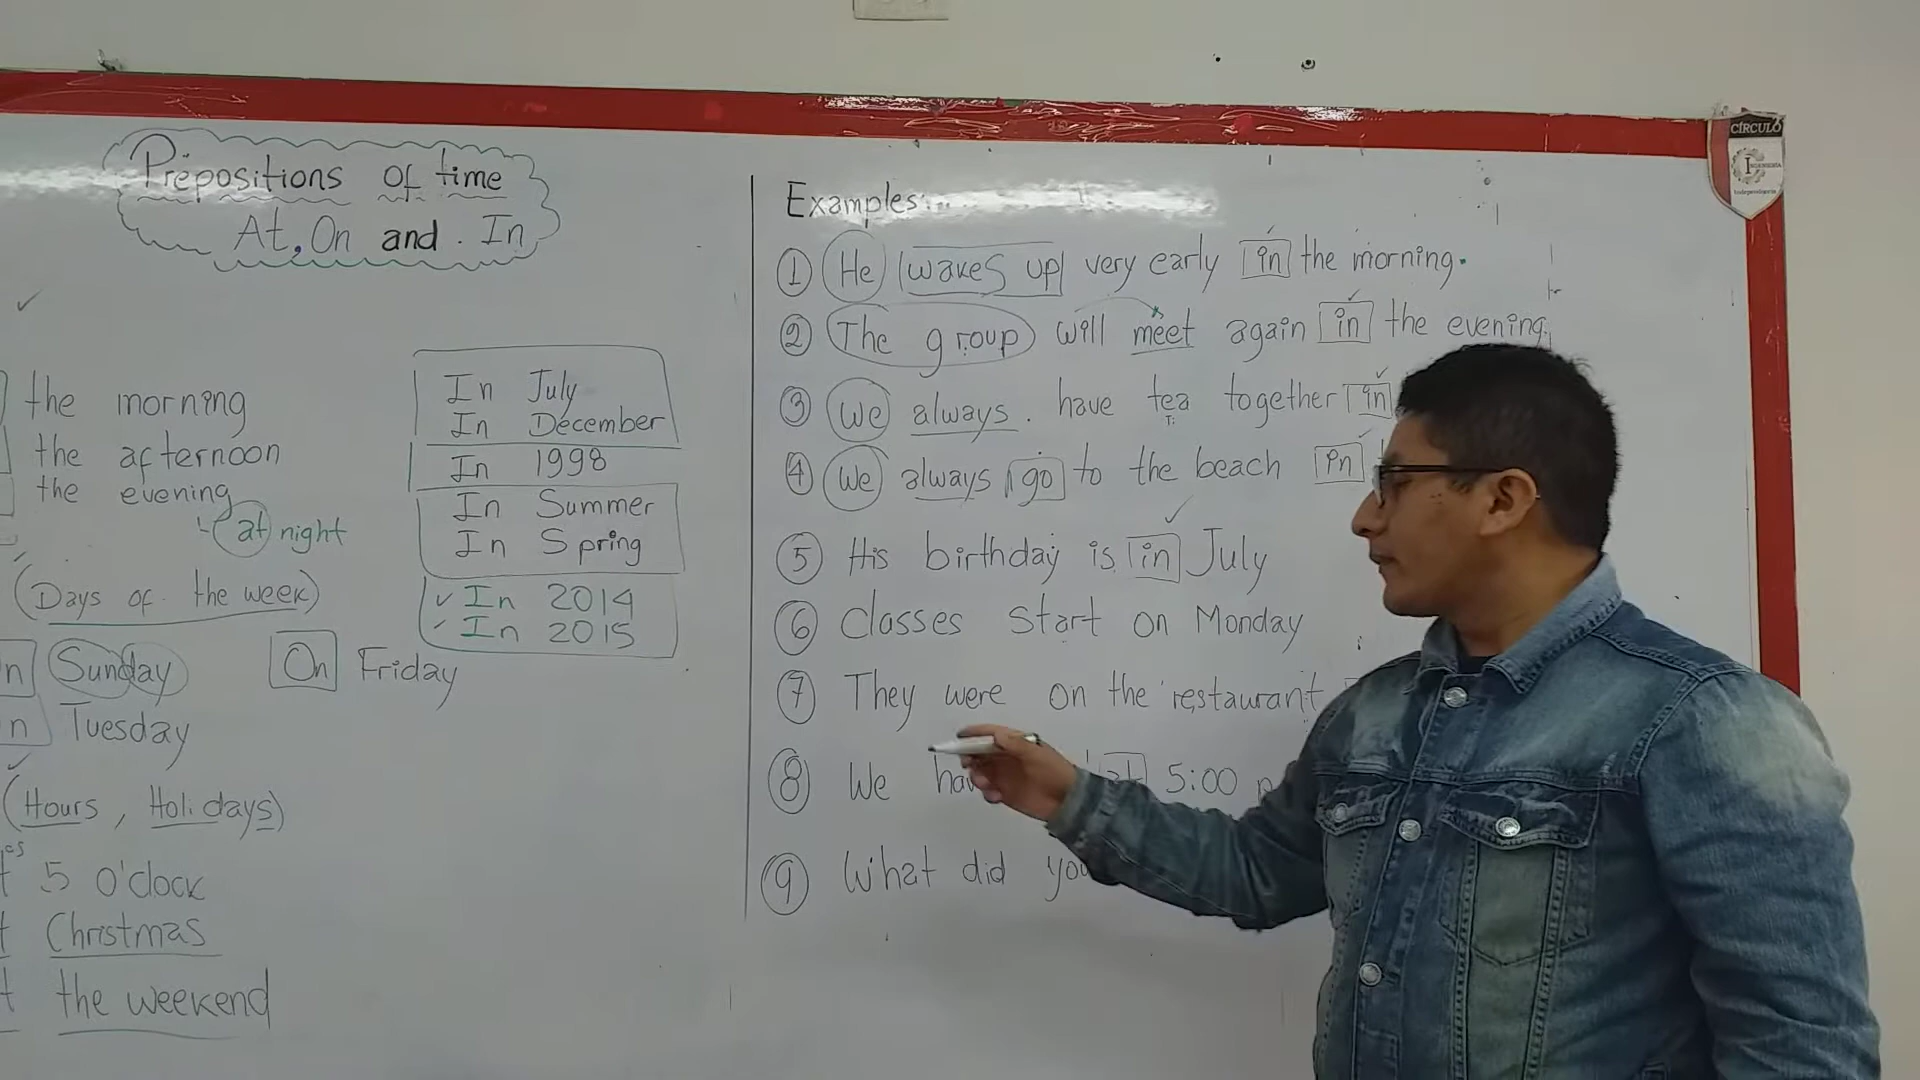 Prepositions of time
At, On and . In
the morning
the afternoon
the evening
at night
(Days of the week)
Sunday
On Friday
Tuesday
(Hours, Holidays)
5 o'clock
Christmas
the weekend
In July
In December
In 1998
In Summer
In Spring
In 2014
In 2015
Examples:
① He wakes up very early in the morning.
② The group will meet again in the evening.
③ We always . have tea together in
④ We always go to the beach in
⑤ His birthday is in July
⑥ Classes start on Monday
⑦ They were on the restaurant
⑧ We at 5:00
⑨ What did you
CÍRCULO
INGENIERÍA